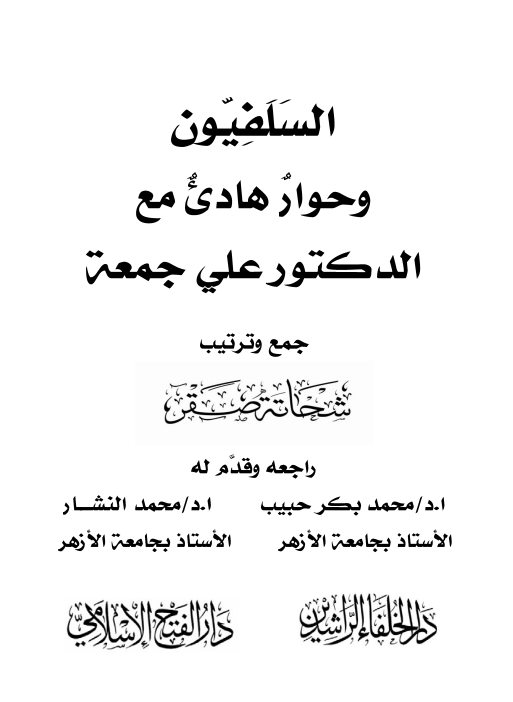 السَلَفِيّون
وحوارٌ هادئٌ مع
الدكتور علي جمعة
جمع وترتيب
شحاتة صقر
راجعه وقدَّم له
ا.د/محمد بكر حبيب ا.د/محمد النشــار
الأستاذ بجامعة الأزهر الأستاذ بجامعة الأزهر
دار الخلفاء الراشدين دار الفتح الإسلامي